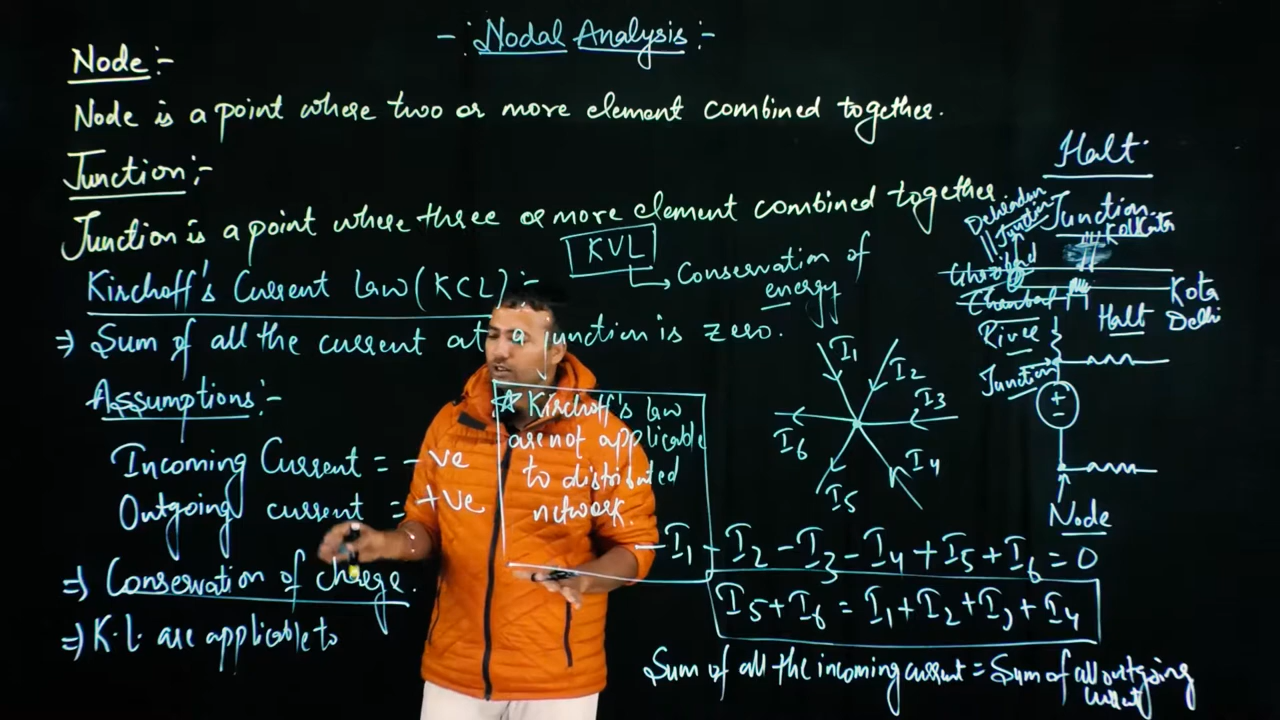 -: Nodal Analysis :-
Node :-
Node is a point where two or more element combined together.
Junction :-
Junction is a point where three or more element combined together
KVL
Conservation of
energy
Kirchoff's Current law (KCL) :-
⇒ Sum of all the current at a junction is zero.
Assumptions :-
Incoming Current = -ve
Outgoing current = +ve
⇒ Conservation of charge.
⇒ K.L. are applicable to
☆ Kirchoff's law
are not applicable
to distributed
network.
I1
I2
I3
I4
I5
I6
-I1 - I2 - I3 - I4 + I5 + I6 = 0
I5 + I6 = I1 + I2 + I3 + I4
Sum of all the incoming current = Sum of all outgoing
current
Halt
Junction
Dehradun
Junction
Kolkata
Chambal
River
Kota
Delhi
Halt
Junction
+
-
Node